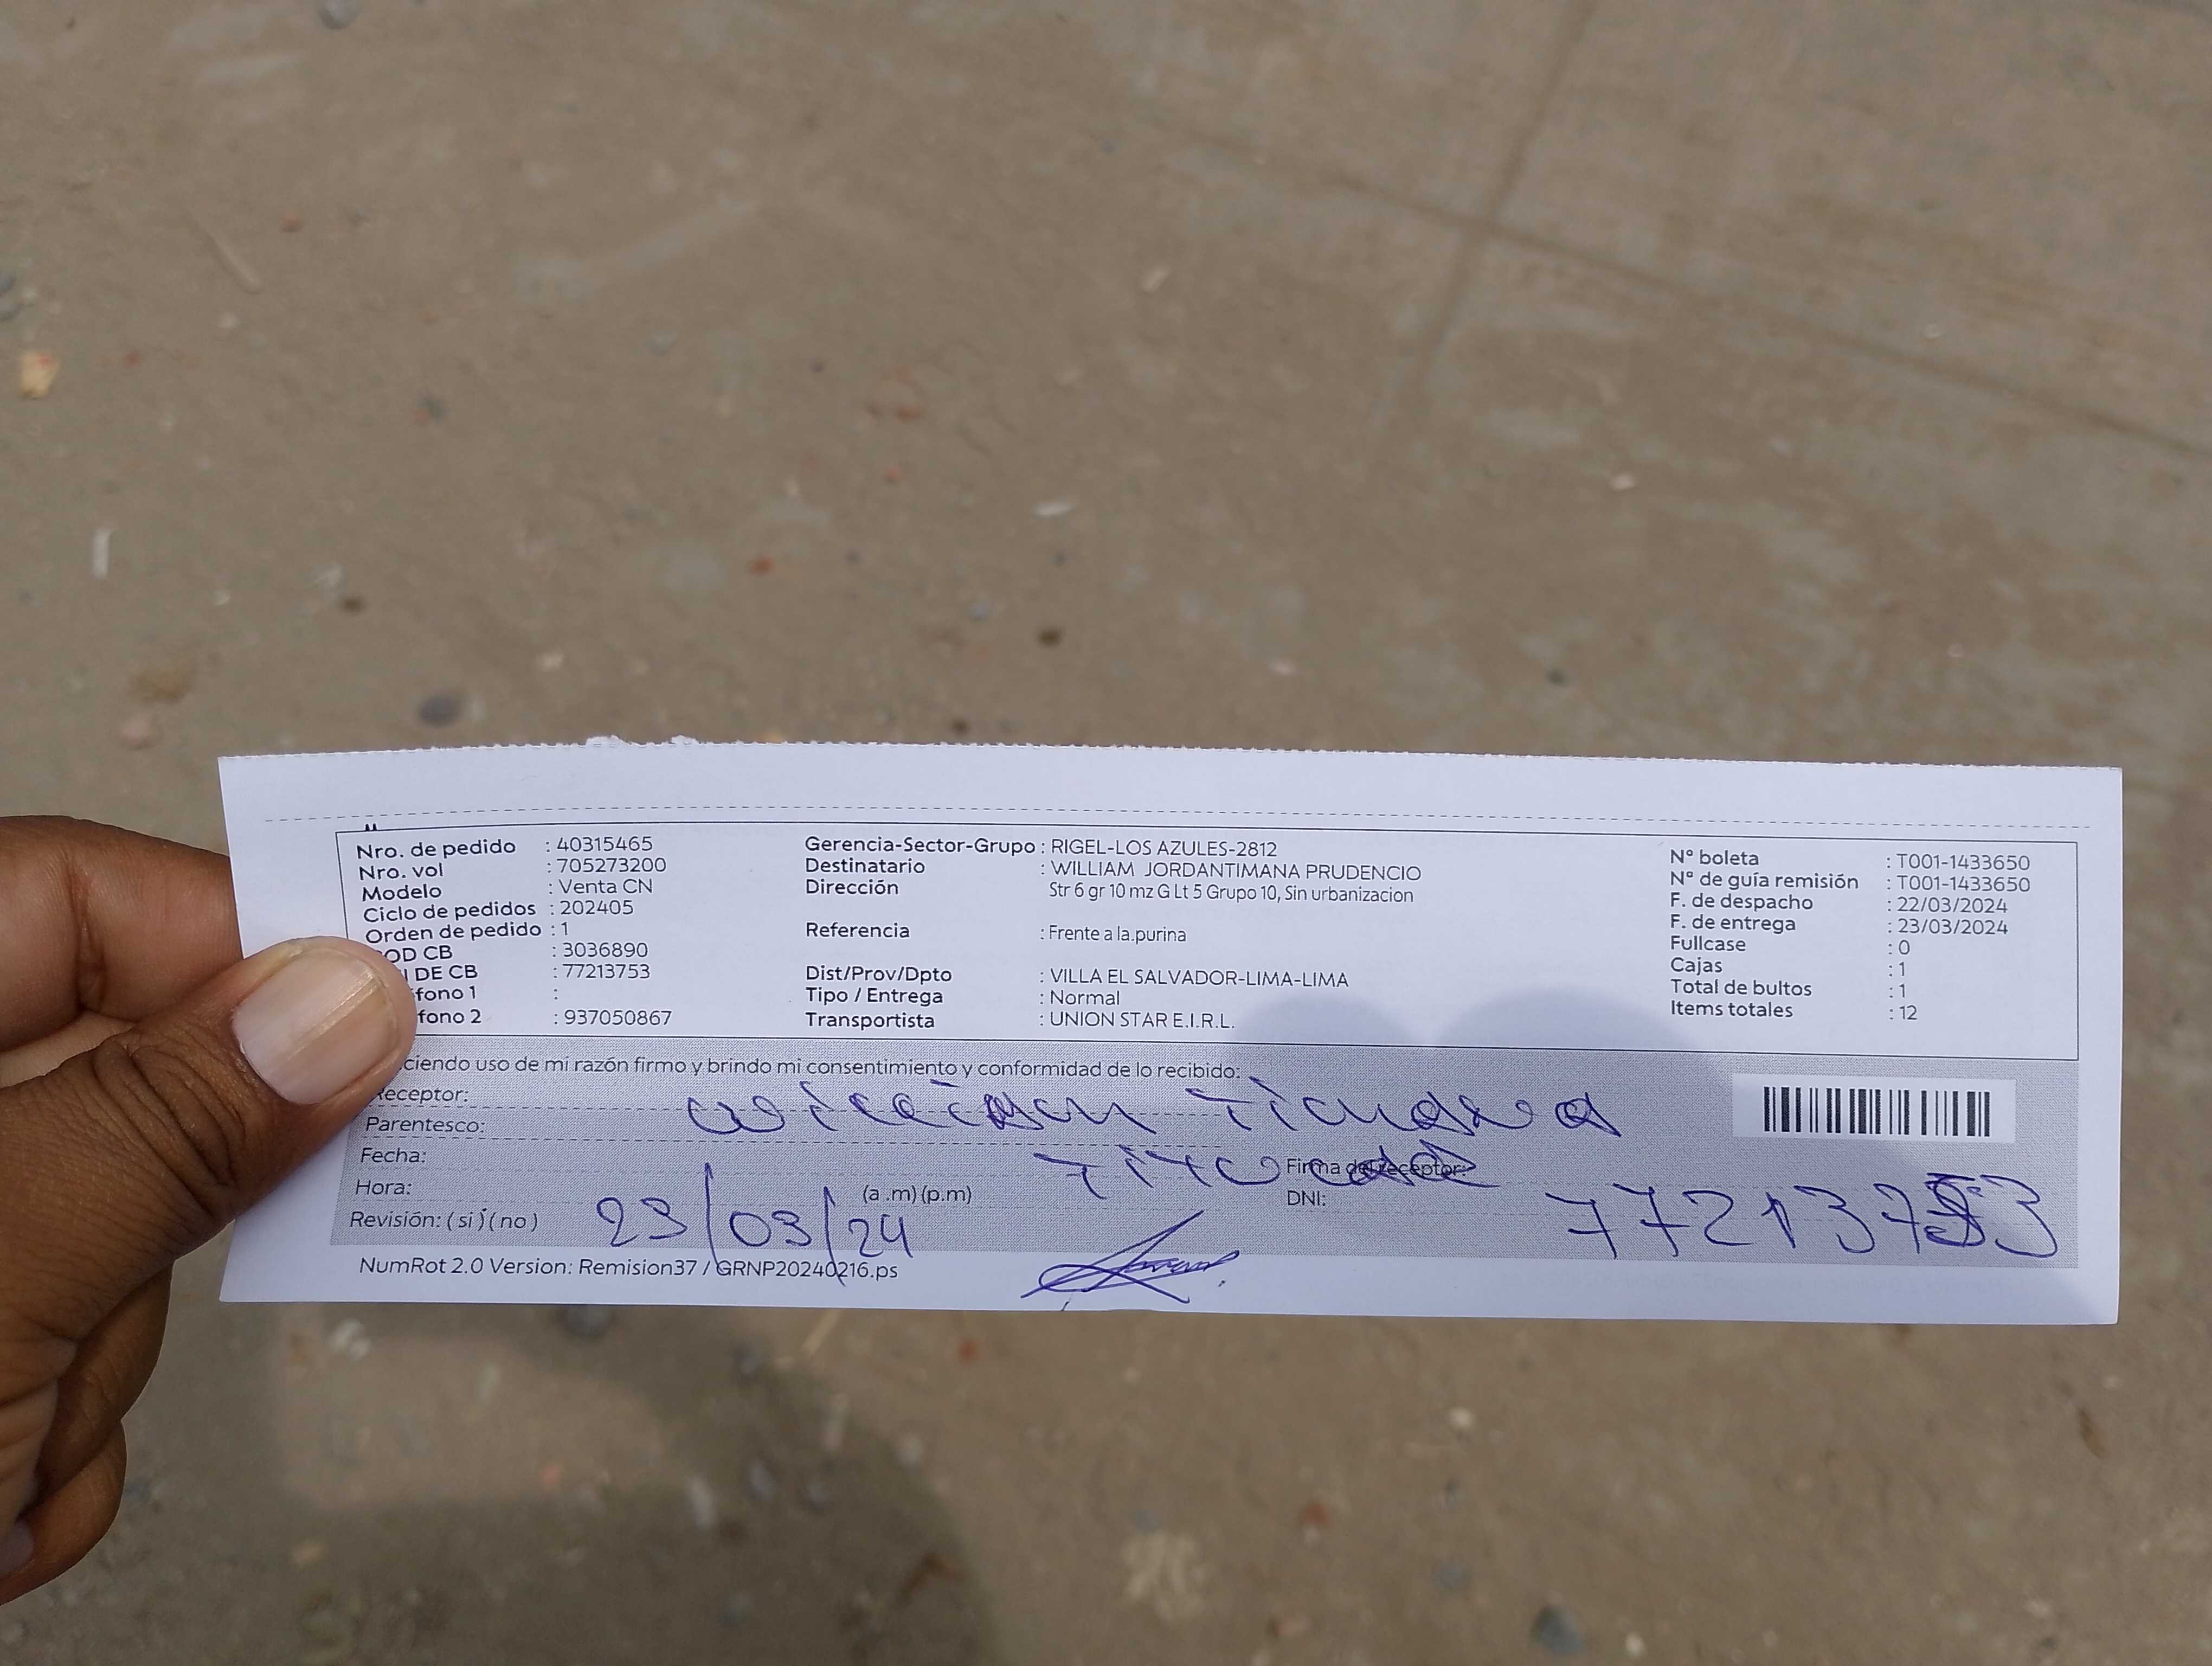 Nro. de pedido : 40315465
Nro. vol : 705273200
Modelo : Venta CN
Ciclo de pedidos : 202405
Orden de pedido : 1
OD CB : 3036890
I DE CB : 77213753
fono 1 :
fono 2 : 937050867
Gerencia-Sector-Grupo : RIGEL-LOS AZULES-2812
Destinatario : WILLIAM JORDANTIMANA PRUDENCIO
Dirección Str 6 gr 10 mz G Lt 5 Grupo 10, Sin urbanizacion
Referencia : Frente a la.purina
Dist/Prov/Dpto : VILLA EL SALVADOR-LIMA-LIMA
Tipo / Entrega : Normal
Transportista : UNION STAR E.I.R.L.
N° boleta : T001-1433650
N° de guía remisión : T001-1433650
F. de despacho : 22/03/2024
F. de entrega : 23/03/2024
Fullcase : 0
Cajas : 1
Total de bultos : 1
Items totales : 12
ciendo uso de mi razón firmo y brindo mi consentimiento y conformidad de lo recibido:
Receptor:
Parentesco:
Fecha: Firma del receptor:
Hora: (a .m) (p.m) DNI:
Revisión: ( si ) ( no ) 23/03/24
NumRot 2.0 Version: Remision37 / GRNP20240216.ps